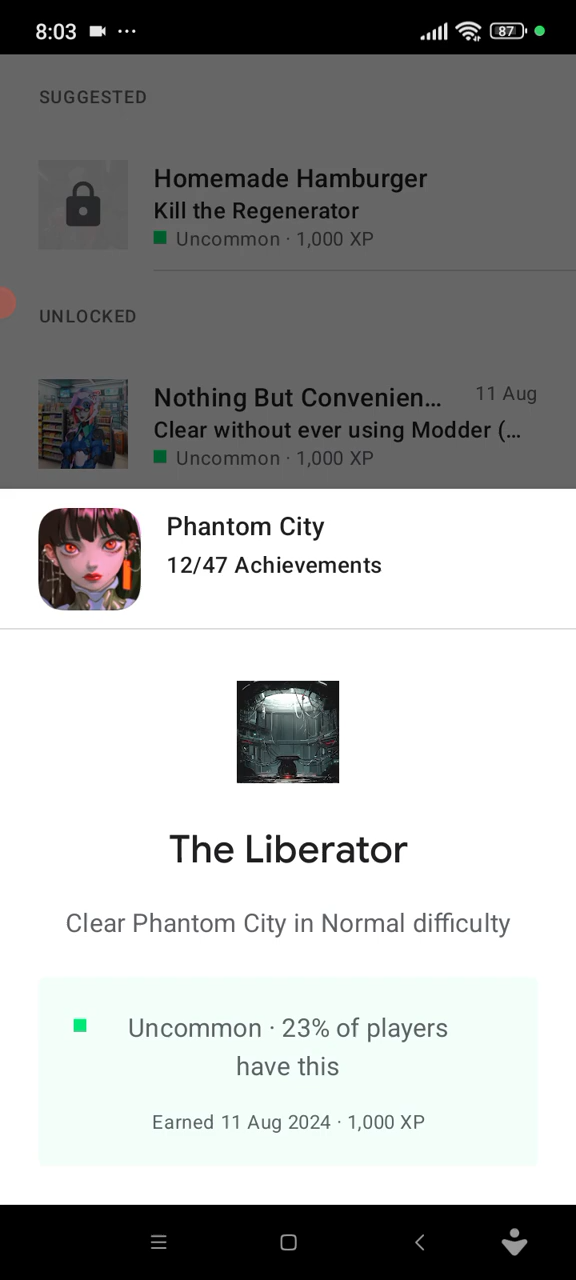 8:03
87
SUGGESTED
Homemade Hamburger
Kill the Regenerator
Uncommon · 1,000 XP
UNLOCKED
Nothing But Convenien... 11 Aug
Clear without ever using Modder (...
Uncommon · 1,000 XP
Phantom City
12/47 Achievements
The Liberator
Clear Phantom City in Normal difficulty
Uncommon · 23% of players
have this
Earned 11 Aug 2024 · 1,000 XP